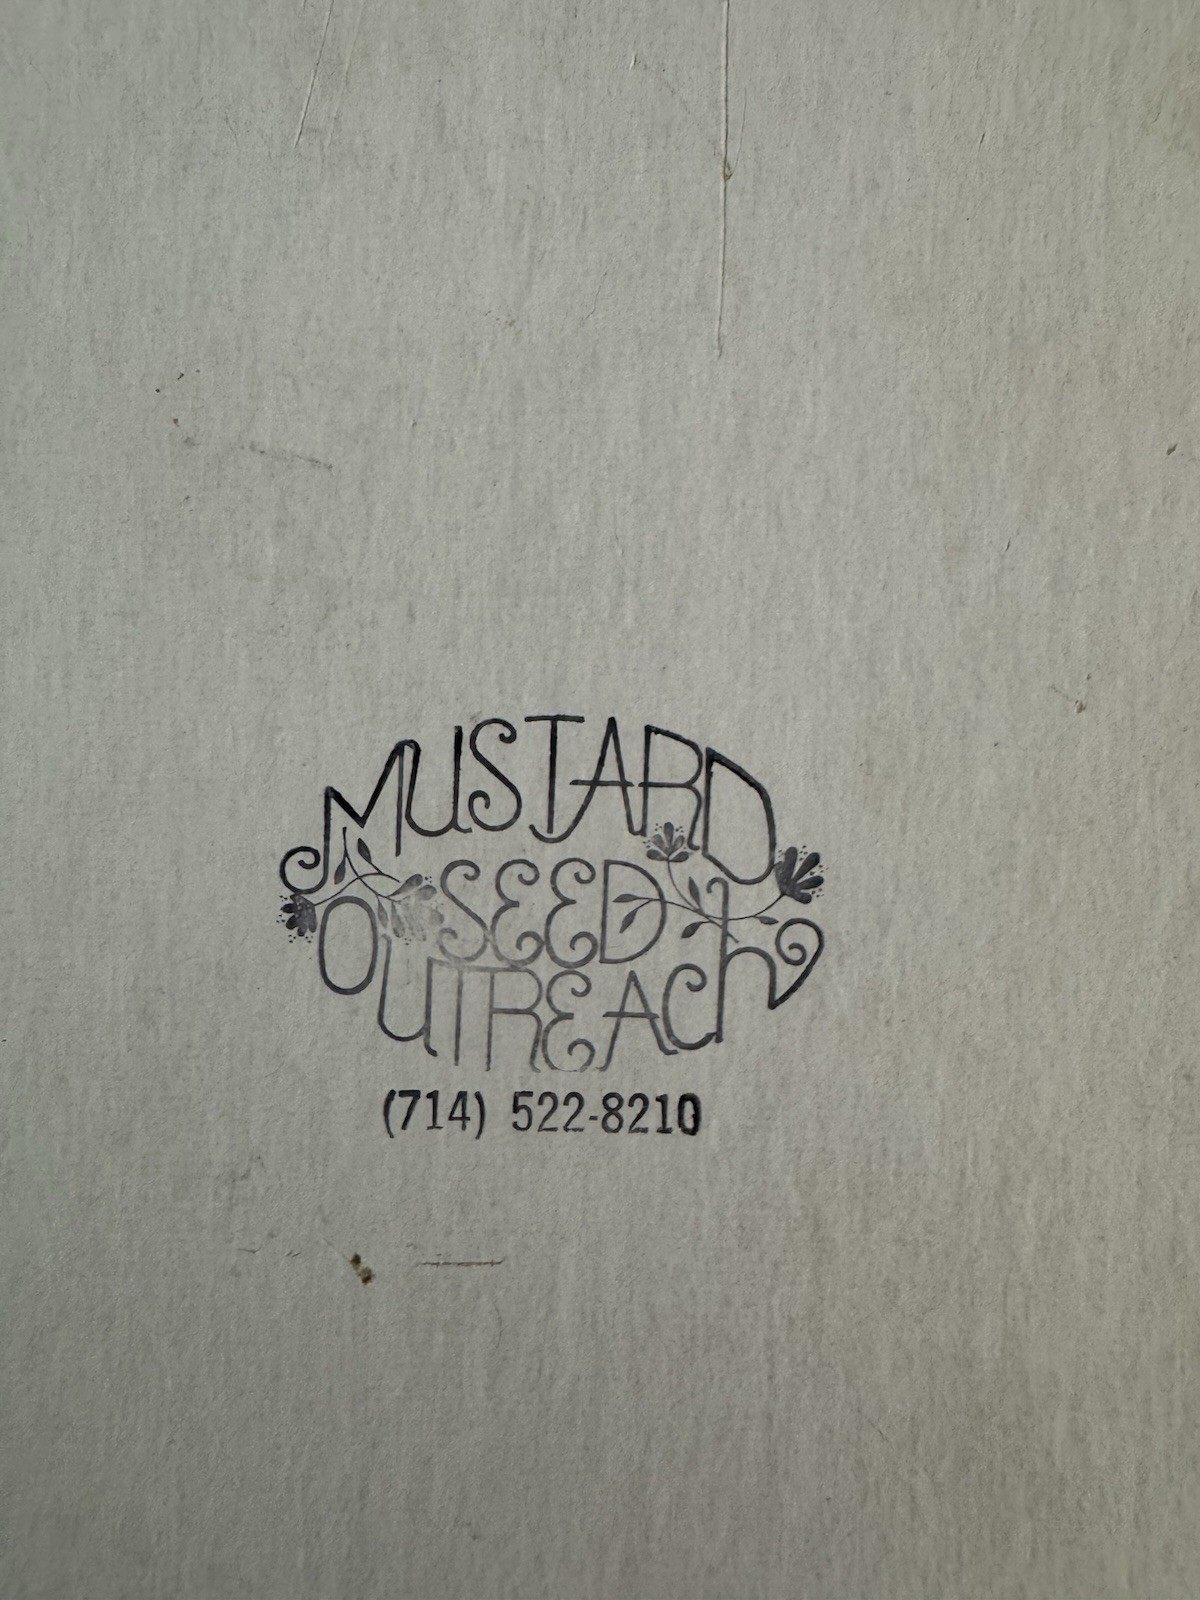 MUSTARD
SEED
OUTREACH
(714) 522-8210